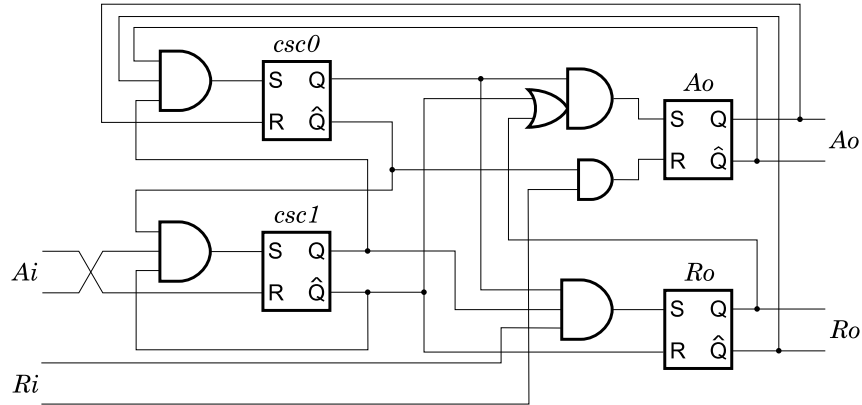 csc0
S Q
R Q̂
Ao
S Q
R Q̂
Ao
csc1
S Q
R Q̂
Ai
Ro
S Q
R Q̂
Ro
Ri